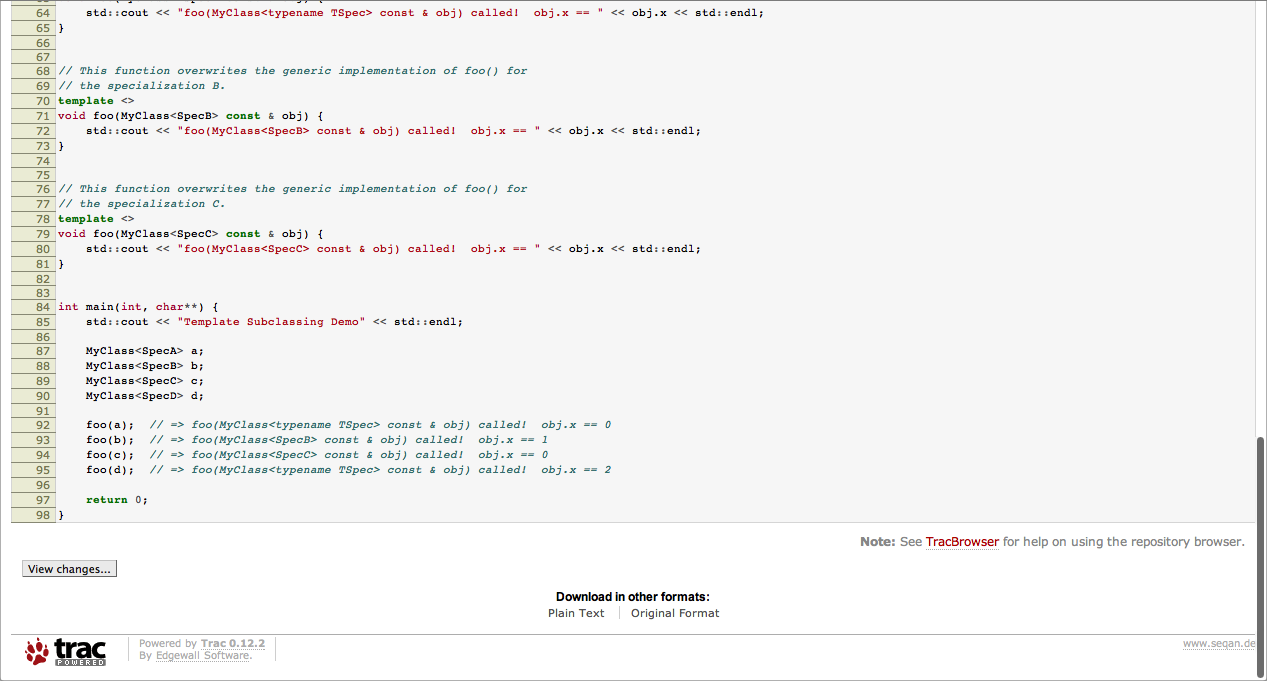 64 std::cout << "foo(MyClass<typename TSpec> const & obj) called!  obj.x == " << obj.x << std::endl;
65 }
66
67
68 // This function overwrites the generic implementation of foo() for
69 // the specialization B.
70 template <>
71 void foo(MyClass<SpecB> const & obj) {
72     std::cout << "foo(MyClass<SpecB> const & obj) called!  obj.x == " << obj.x << std::endl;
73 }
74
75
76 // This function overwrites the generic implementation of foo() for
77 // the specialization C.
78 template <>
79 void foo(MyClass<SpecC> const & obj) {
80     std::cout << "foo(MyClass<SpecC> const & obj) called!  obj.x == " << obj.x << std::endl;
81 }
82
83
84 int main(int, char**) {
85     std::cout << "Template Subclassing Demo" << std::endl;
86
87     MyClass<SpecA> a;
88     MyClass<SpecB> b;
89     MyClass<SpecC> c;
90     MyClass<SpecD> d;
91
92     foo(a);  // => foo(MyClass<typename TSpec> const & obj) called!  obj.x == 0
93     foo(b);  // => foo(MyClass<SpecB> const & obj) called!  obj.x == 1
94     foo(c);  // => foo(MyClass<SpecC> const & obj) called!  obj.x == 0
95     foo(d);  // => foo(MyClass<typename TSpec> const & obj) called!  obj.x == 2
96
97     return 0;
98 }
Note: See TracBrowser for help on using the repository browser.
View changes...
Download in other formats:
Plain Text Original Format
trac
POWERED
Powered by Trac 0.12.2
By Edgewall Software.
www.seqan.de